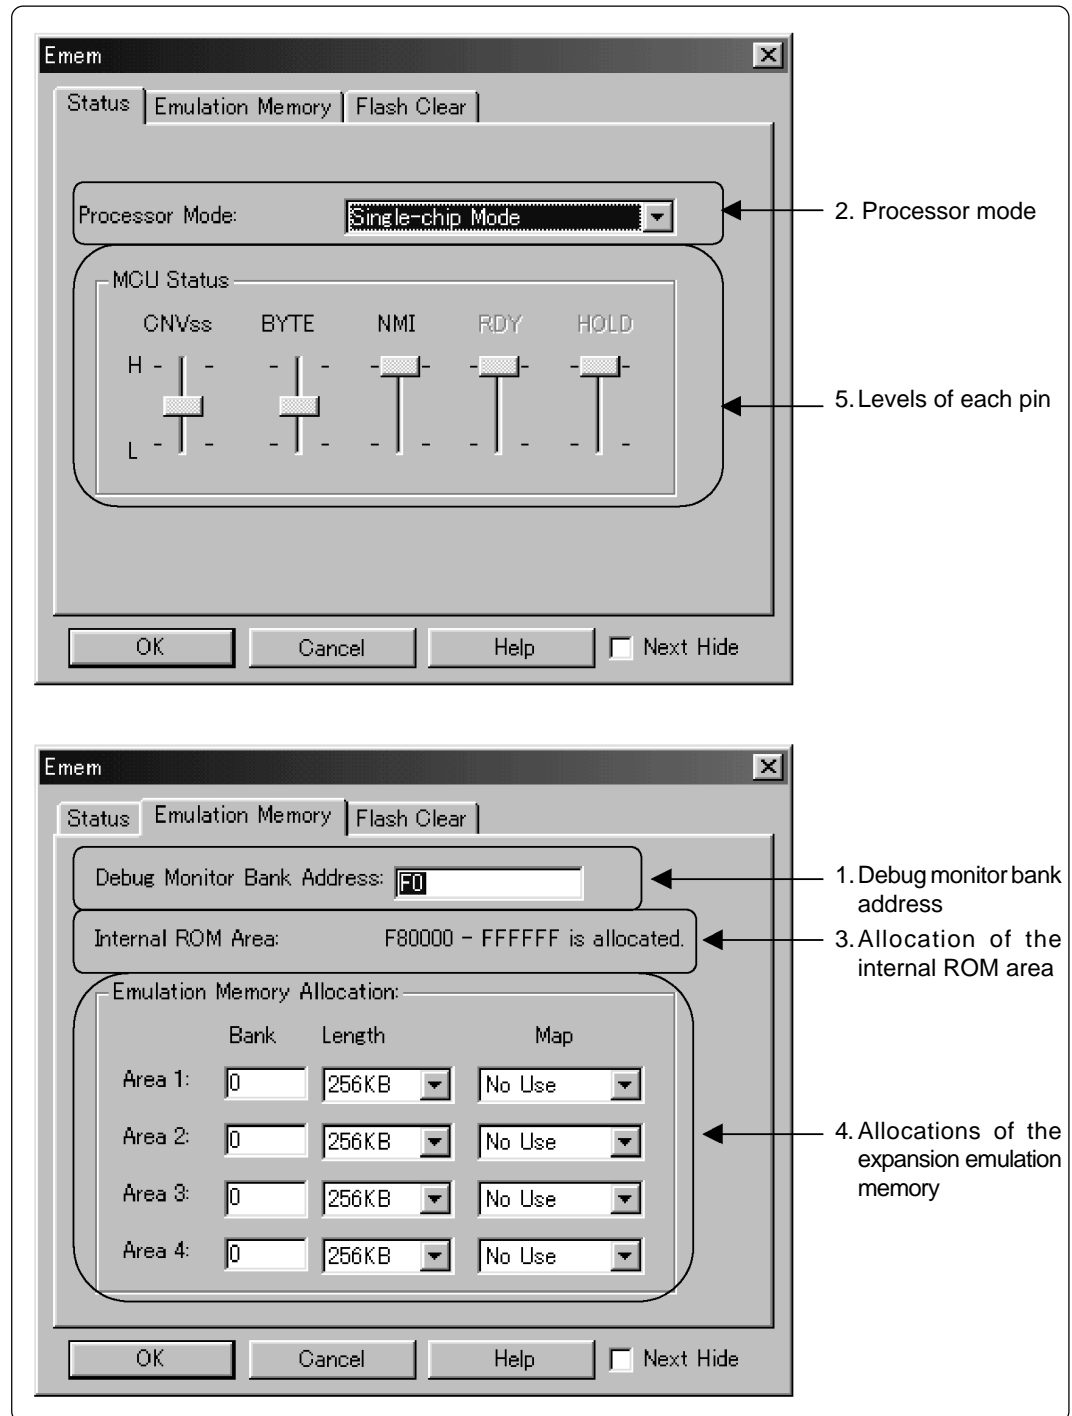 Emem
Status Emulation Memory Flash Clear
Processor Mode: Single-chip Mode
2. Processor mode
MCU Status
CNVss BYTE NMI RDY HOLD
H
L
5. Levels of each pin
OK Cancel Help Next Hide
Emem
Status Emulation Memory Flash Clear
Debug Monitor Bank Address: F0
1. Debug monitor bank
address
Internal ROM Area: F80000 - FFFFFF is allocated.
3. Allocation of the
internal ROM area
Emulation Memory Allocation:
Bank Length Map
Area 1: 0 256KB No Use
Area 2: 0 256KB No Use
4. Allocations of the
expansion emulation
memory
Area 3: 0 256KB No Use
Area 4: 0 256KB No Use
OK Cancel Help Next Hide